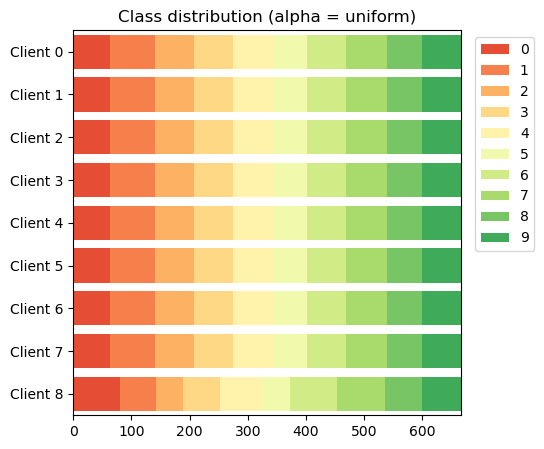 Class distribution (alpha = uniform)
Client 0
Client 1
Client 2
Client 3
Client 4
Client 5
Client 6
Client 7
Client 8
0 100 200 300 400 500 600
0
1
2
3
4
5
6
7
8
9